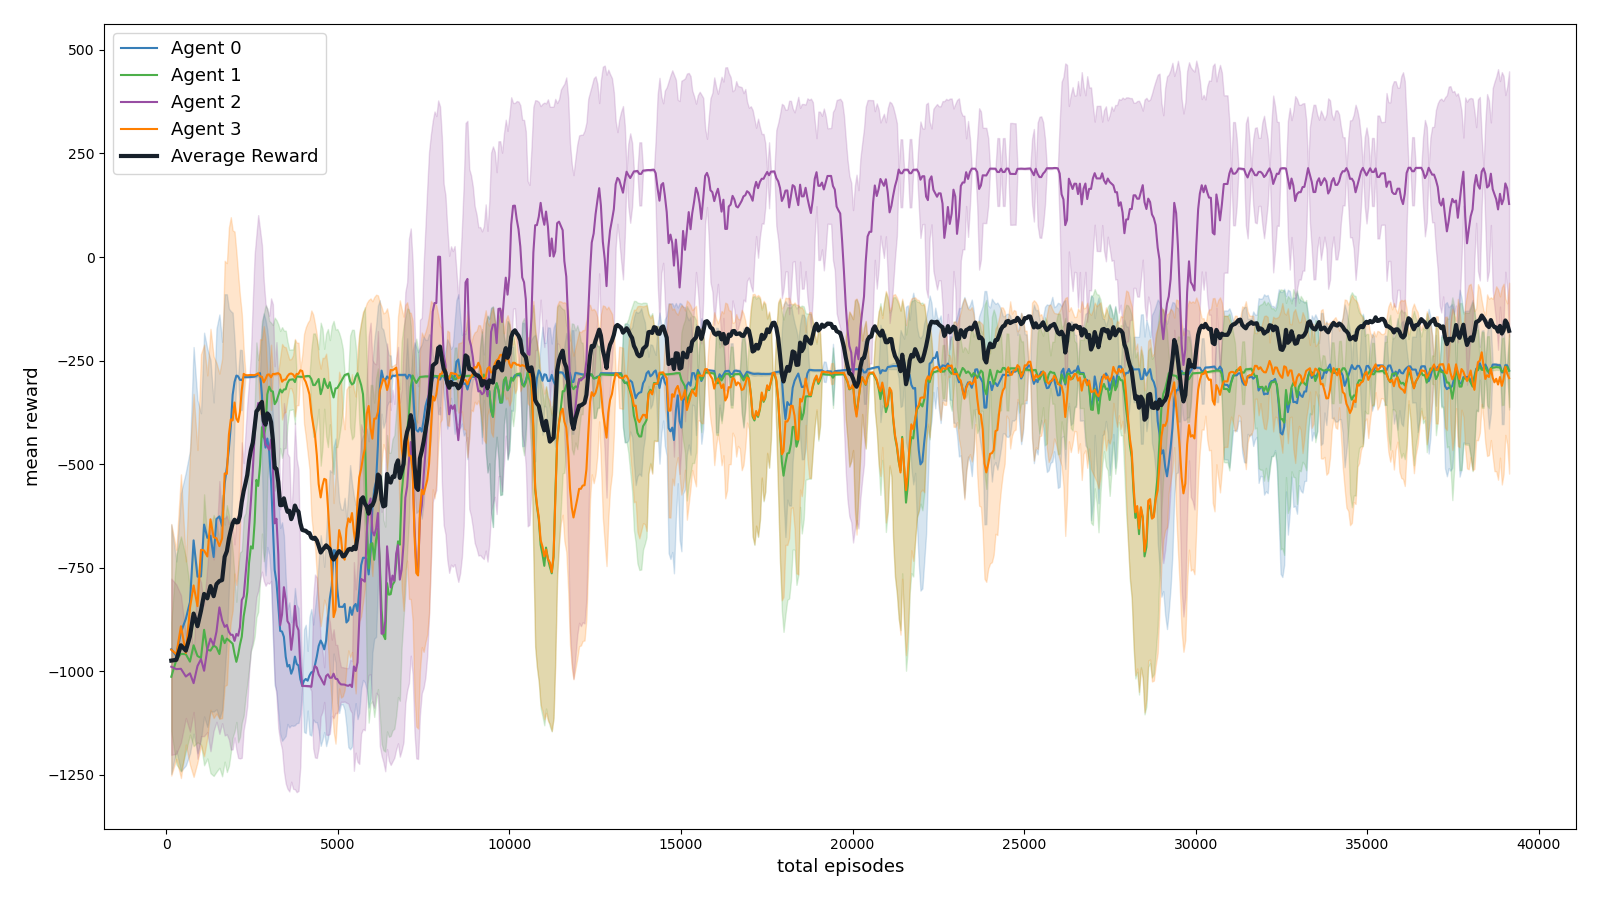 Agent 0
Agent 1
Agent 2
Agent 3
Average Reward
500
250
0
−250
−500
−750
−1000
−1250
mean reward
0 5000 10000 15000 20000 25000 30000 35000 40000
total episodes